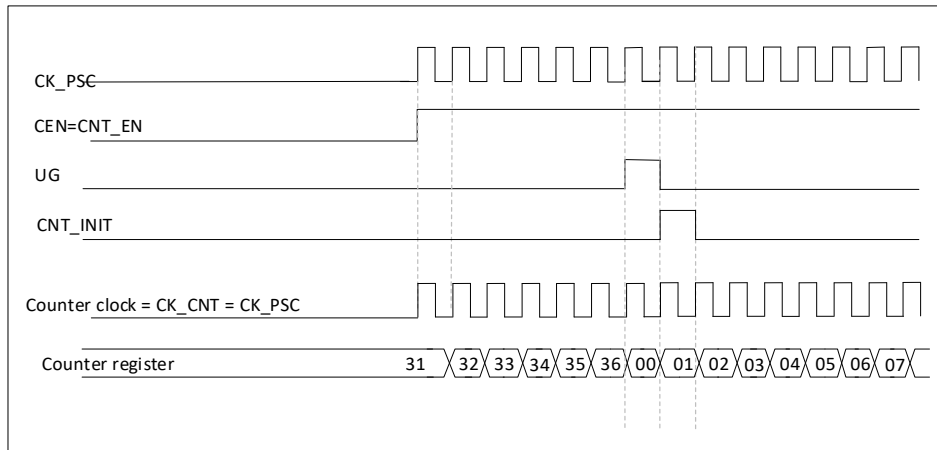 CK_PSC
CEN=CNT_EN
UG
CNT_INIT
Counter clock = CK_CNT = CK_PSC
Counter register 31 32 33 34 35 36 00 01 02 03 04 05 06 07